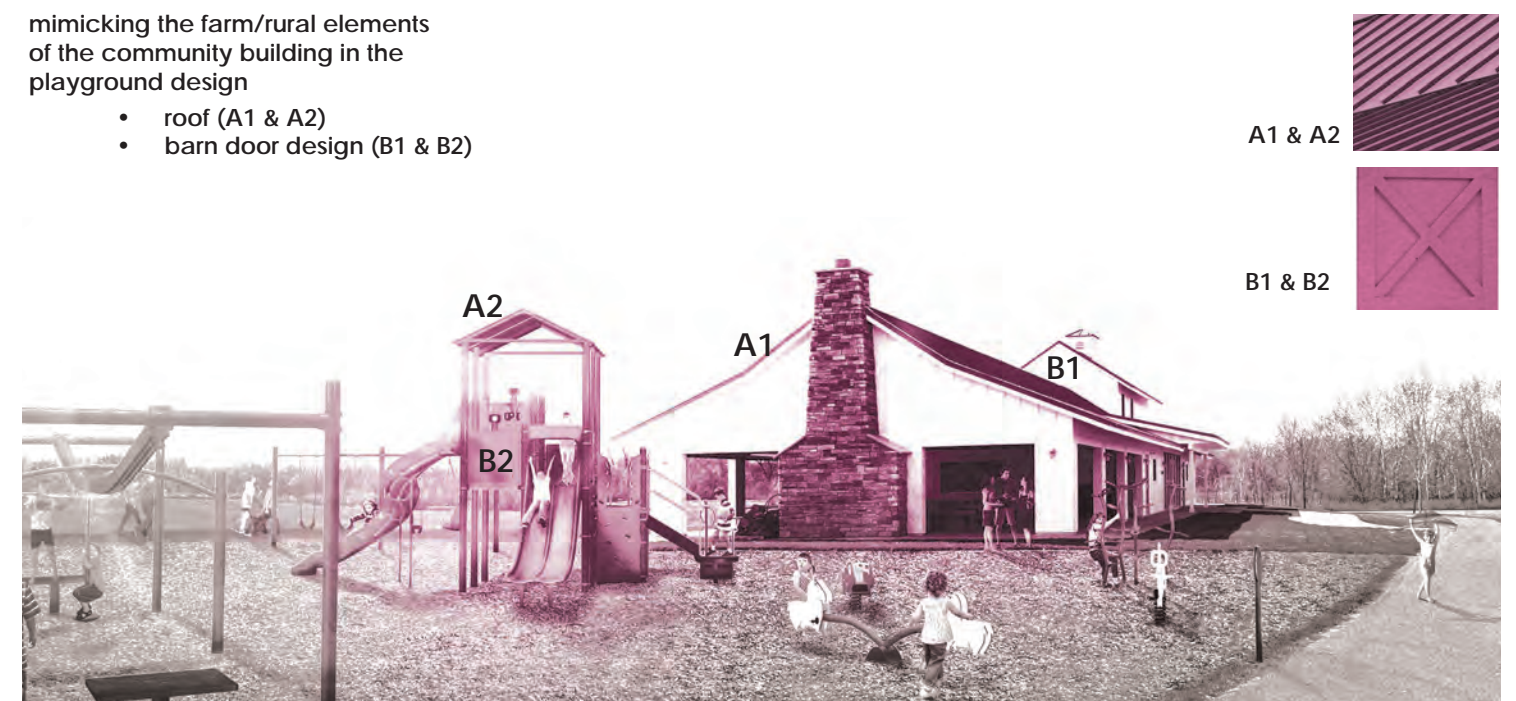 mimicking the farm/rural elements
of the community building in the
playground design
• roof (A1 & A2)
• barn door design (B1 & B2)
A1 & A2
B1 & B2
A2
A1
B1
B2